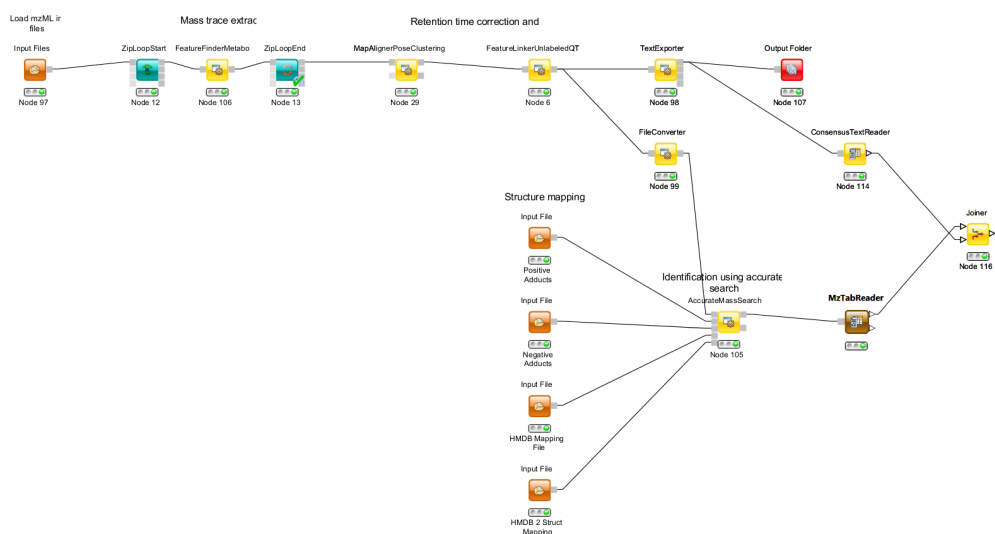 Load mzML ir
files
Mass trace extrac
Retention time correction and
Input Files
ZipLoopStart
FeatureFinderMetabo
ZipLoopEnd
MapAlignerPoseClustering
FeatureLinkerUnlabeledQT
TextExporter
Output Folder
Node 97
Node 12
Node 106
Node 13
Node 29
Node 6
Node 98
Node 107
FileConverter
ConsensusTextReader
Node 99
Node 114
Structure mapping
Input File
Joiner
Node 116
Positive
Adducts
Identification using accurate
search
AccurateMassSearch
MzTabReader
Input File
Node 105
Negative
Adducts
Input File
HMDB Mapping
File
Input File
HMDB 2 Struct
Mapping